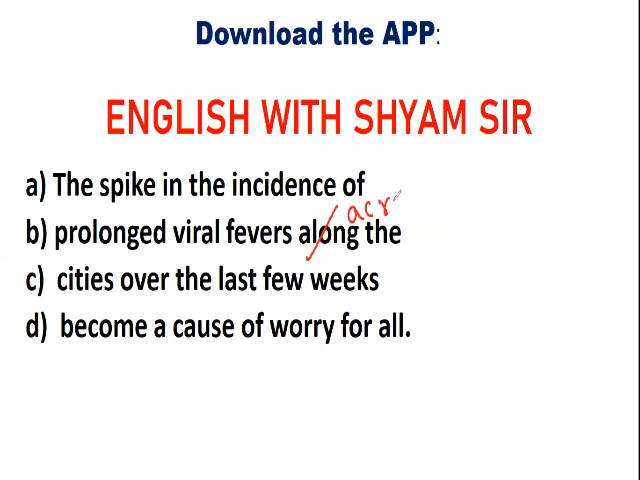 Download the APP:
ENGLISH WITH SHYAM SIR
a) The spike in the incidence of
acr
b) prolonged viral fevers along the
c) cities over the last few weeks
d) become a cause of worry for all.